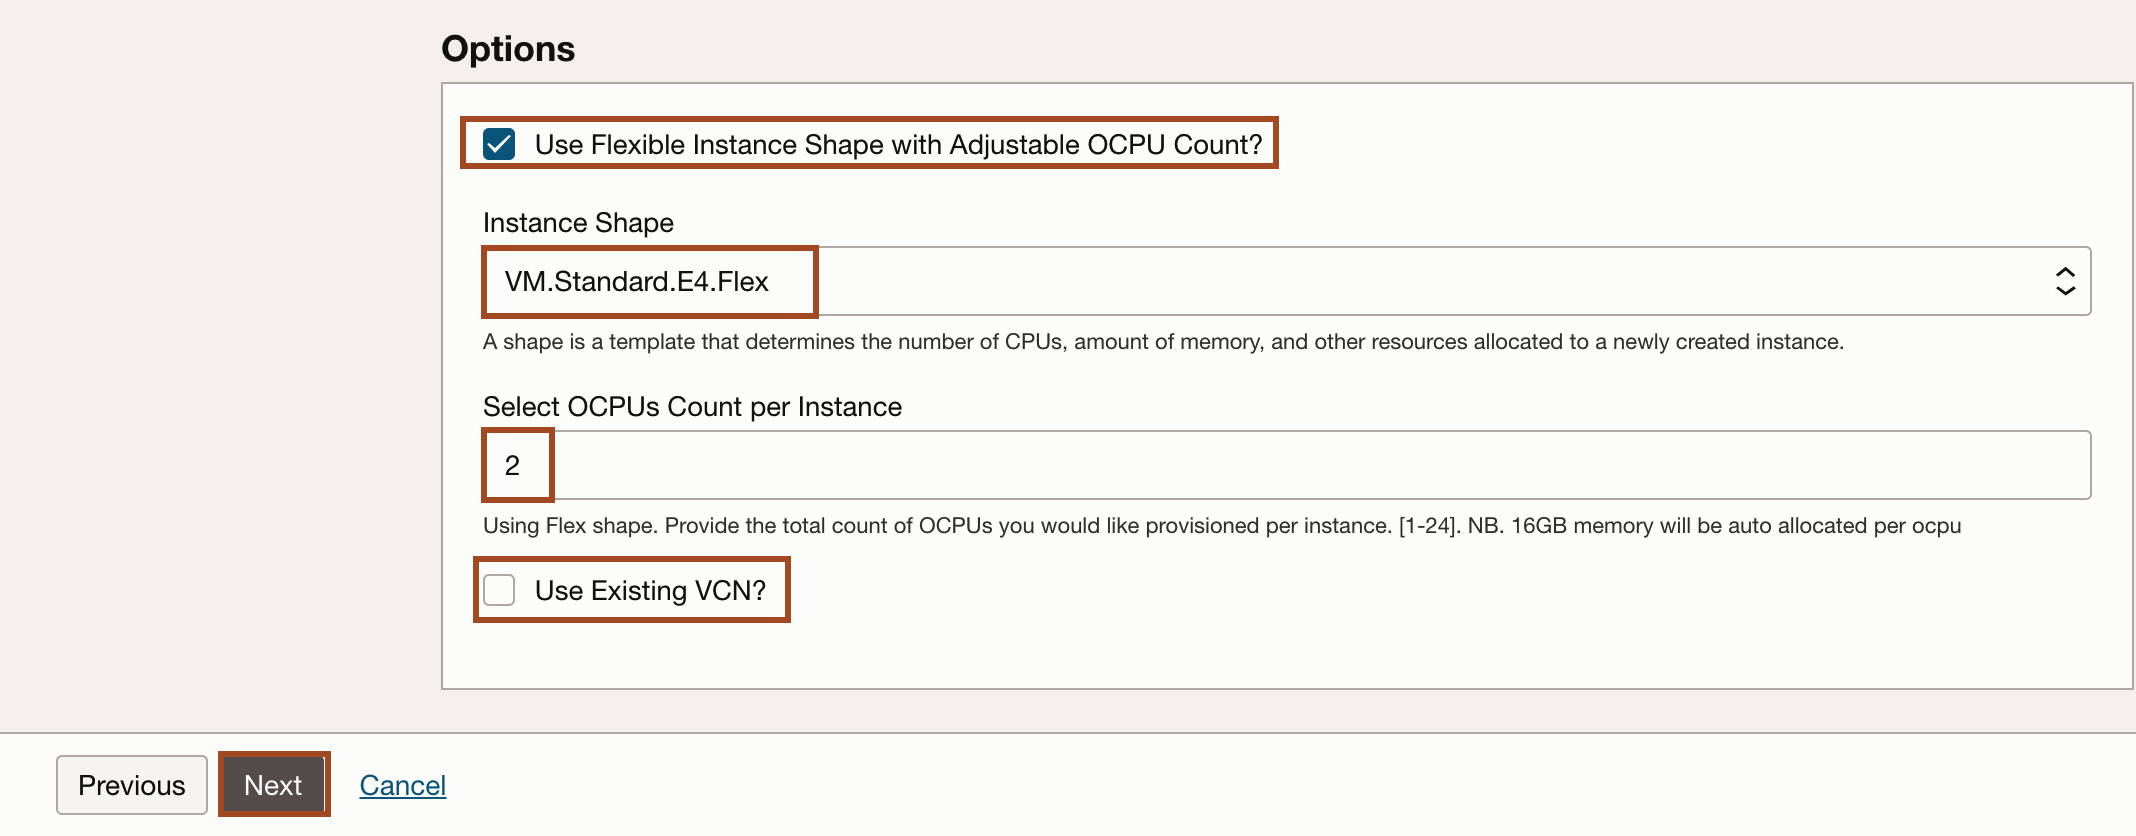 Options
Use Flexible Instance Shape with Adjustable OCPU Count?
Instance Shape
VM.Standard.E4.Flex
A shape is a template that determines the number of CPUs, amount of memory, and other resources allocated to a newly created instance.
Select OCPUs Count per Instance
2
Using Flex shape. Provide the total count of OCPUs you would like provisioned per instance. [1-24]. NB. 16GB memory will be auto allocated per ocpu
Use Existing VCN?
Previous Next Cancel